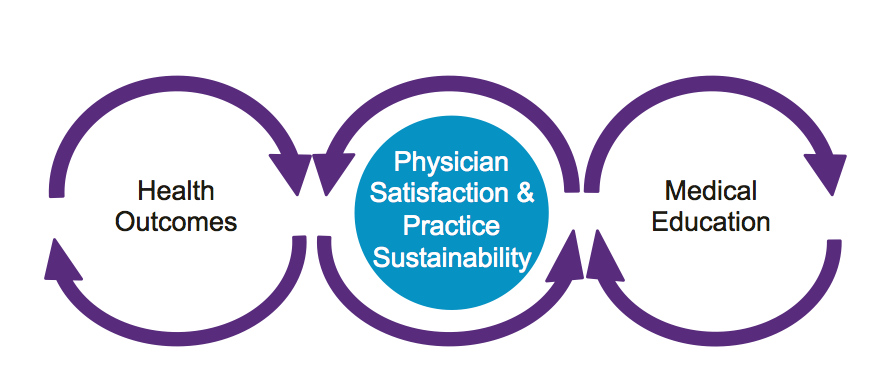 Health
Outcomes
Physician
Satisfaction &
Practice
Sustainability
Medical
Education